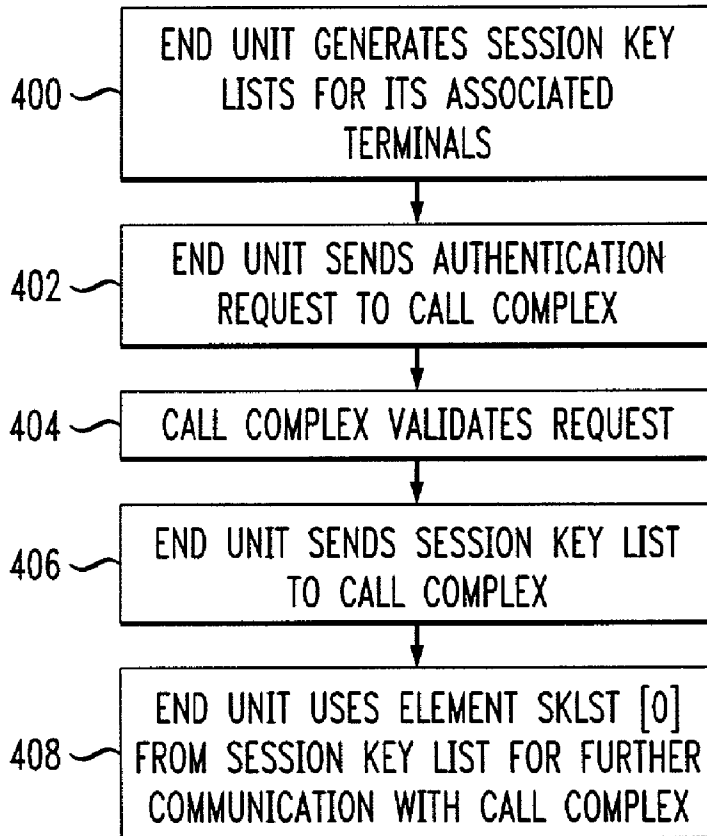 END UNIT GENERATES SESSION KEY
400 LISTS FOR ITS ASSOCIATED
TERMINALS
END UNIT SENDS AUTHENTICATION
402 REQUEST TO CALL COMPLEX
404 CALL COMPLEX VALIDATES REQUEST
END UNIT SENDS SESSION KEY LIST
406 TO CALL COMPLEX
END UNIT USES ELEMENT SKLST [0]
408 FROM SESSION KEY LIST FOR FURTHER
COMMUNICATION WITH CALL COMPLEX